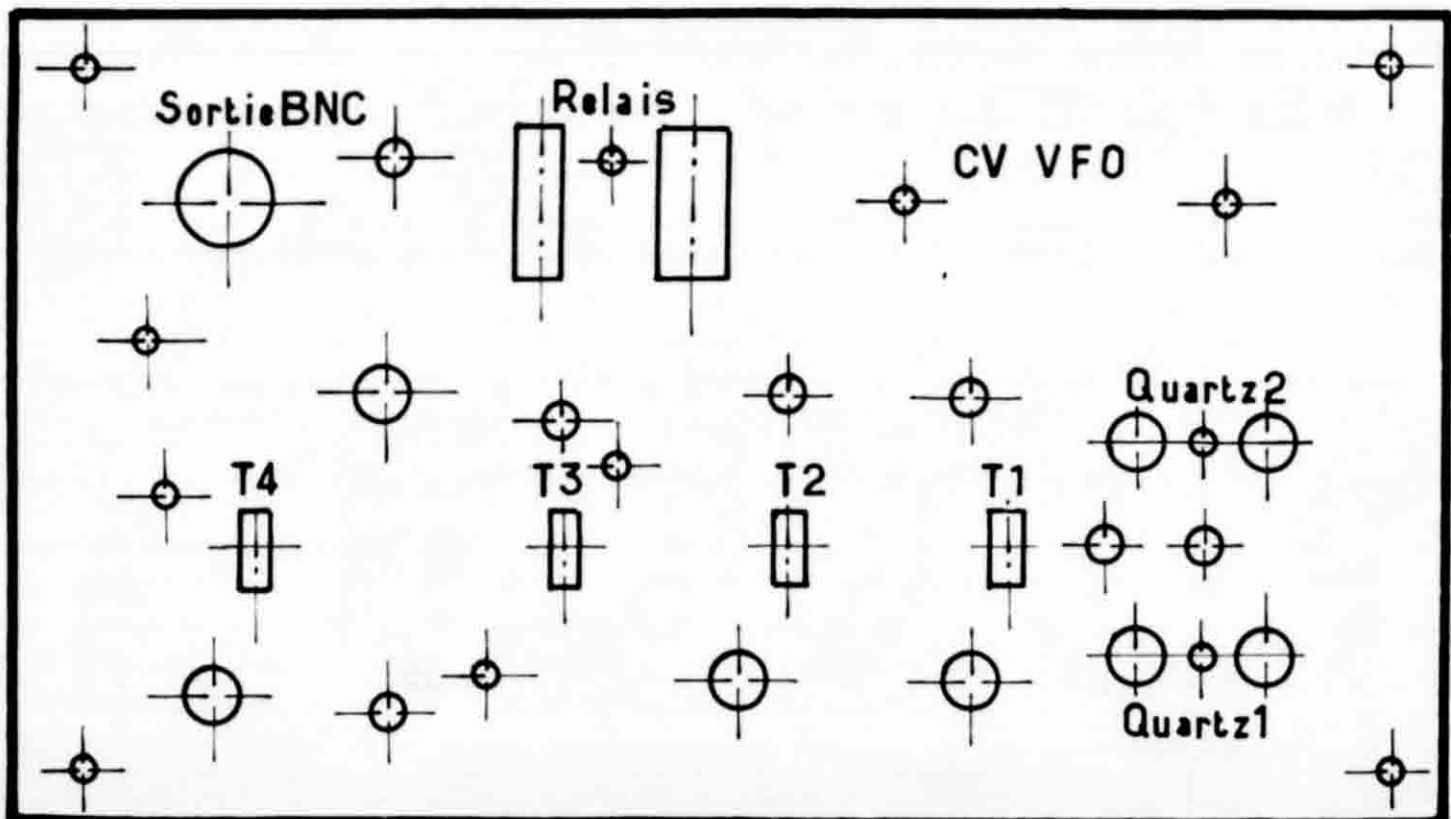 SortieBNC
Relais
CV VFO
Quartz2
T4
T3
T2
T1
Quartz1